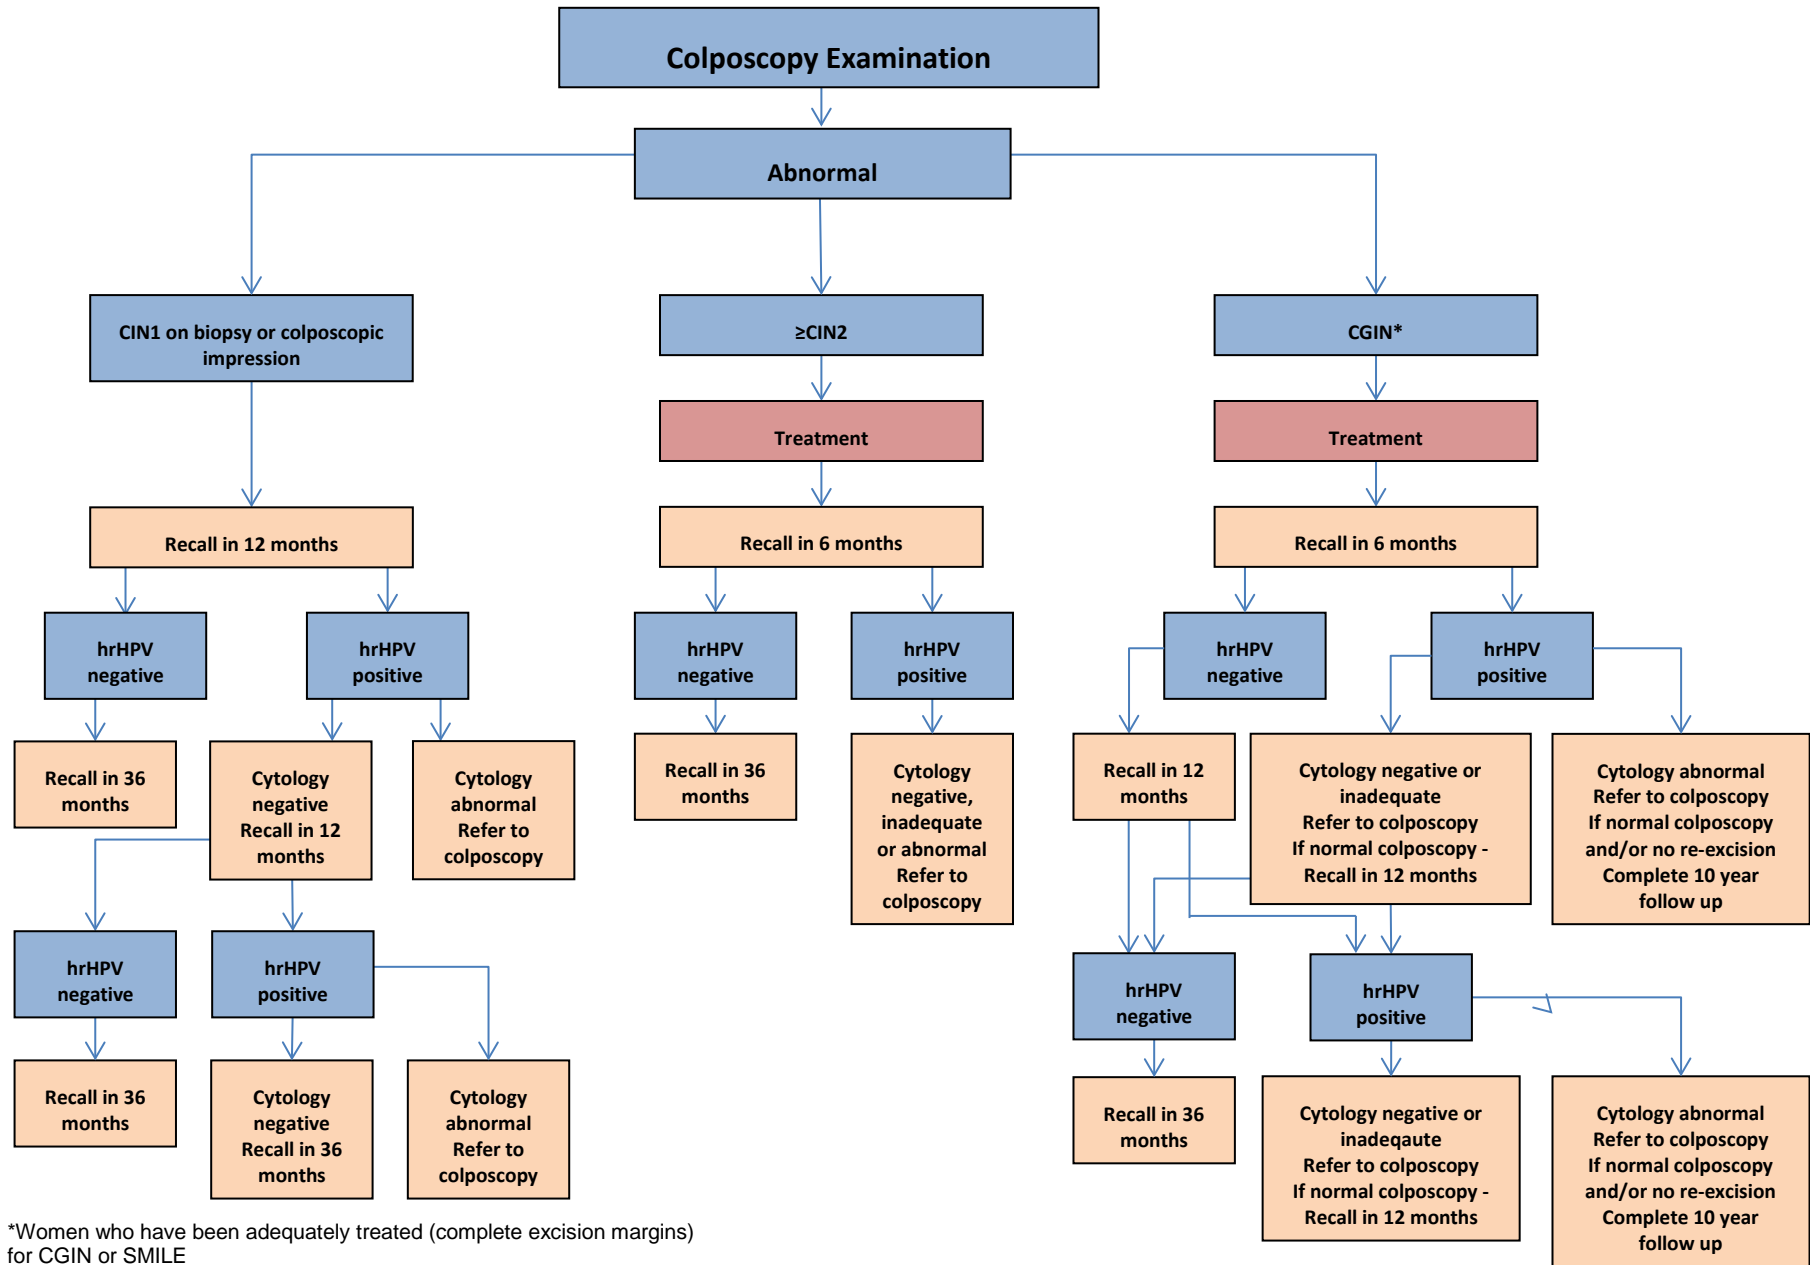 Colposcopy Examination
Abnormal
CIN1 on biopsy or colposcopic
impression
≥CIN2
CGIN*
Treatment
Treatment
Recall in 12 months
Recall in 6 months
Recall in 6 months
hrHPV
negative
hrHPV
positive
hrHPV
negative
hrHPV
positive
hrHPV
negative
hrHPV
positive
Recall in 36
months
Cytology
negative
Recall in 12
months
Cytology
abnormal
Refer to
colposcopy
Recall in 36
months
Cytology
negative,
inadequate
or abnormal
Refer to
colposcopy
Recall in 12
months
Cytology negative or
inadequate
Refer to colposcopy
If normal colposcopy -
Recall in 12 months
Cytology abnormal
Refer to colposcopy
If normal colposcopy
and/or no re-excision
Complete 10 year
follow up
hrHPV
negative
hrHPV
positive
hrHPV
negative
hrHPV
positive
Recall in 36
months
Cytology
negative
Recall in 36
months
Cytology
abnormal
Refer to
colposcopy
Recall in 36
months
Cytology negative or
inadeqaute
Refer to colposcopy
If normal colposcopy -
Recall in 12 months
Cytology abnormal
Refer to colposcopy
If normal colposcopy
and/or no re-excision
Complete 10 year
follow up
*Women who have been adequately treated (complete excision margins)
for CGIN or SMILE